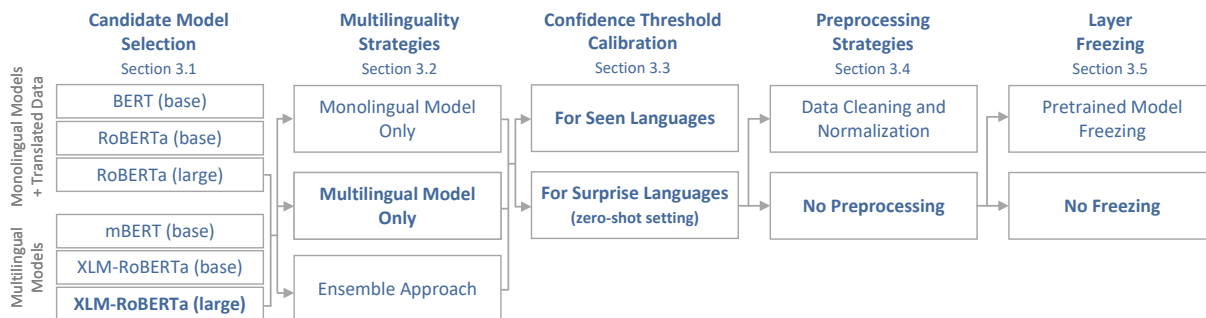 Candidate Model
Selection
Section 3.1
Multilinguality
Strategies
Section 3.2
Confidence Threshold
Calibration
Section 3.3
Preprocessing
Strategies
Section 3.4
Layer
Freezing
Section 3.5
Monolingual Models
+ Translated Data
BERT (base)
RoBERTa (base)
RoBERTa (large)
Multilingual
Models
mBERT (base)
XLM-RoBERTa (base)
XLM-RoBERTa (large)
Monolingual Model
Only
Multilingual Model
Only
Ensemble Approach
For Seen Languages
For Surprise Languages
(zero-shot setting)
Data Cleaning and
Normalization
No Preprocessing
Pretrained Model
Freezing
No Freezing